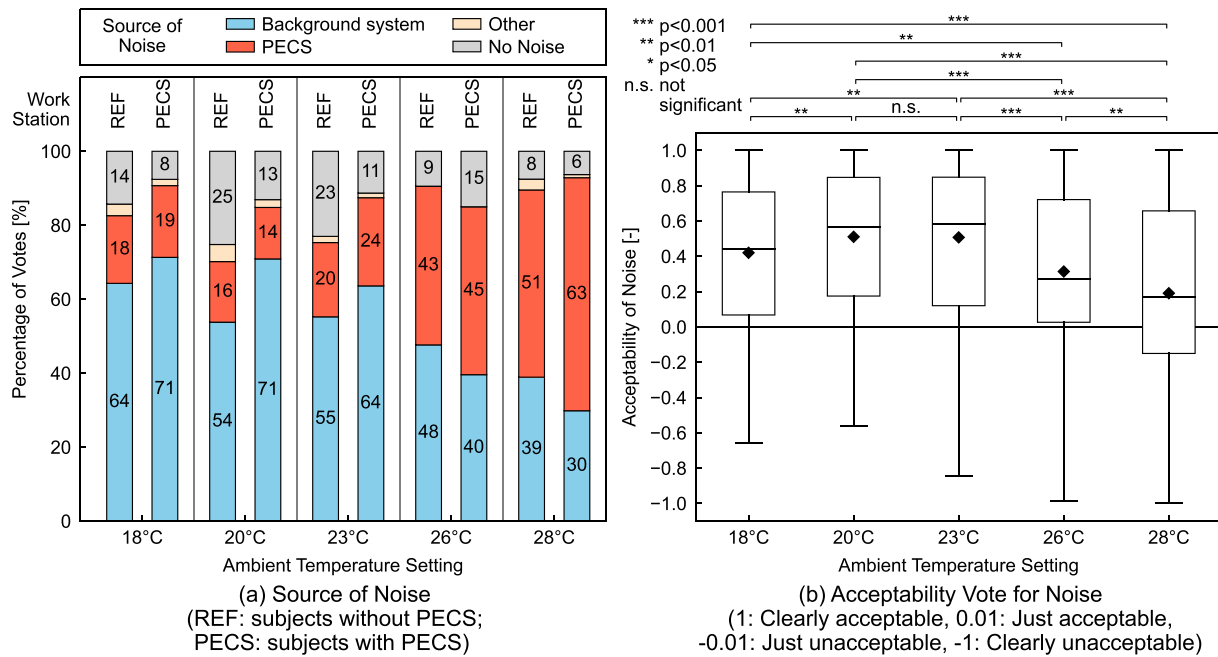 Source of
Noise
Background system
PECS
Other
No Noise
Work
Station
REF
PECS
REF
PECS
REF
PECS
REF
PECS
REF
PECS
Percentage of Votes [%]
100
80
60
40
20
0
14
18
64
8
19
71
25
16
54
13
14
71
23
20
55
11
24
64
9
43
48
15
45
40
8
51
39
6
63
30
18°C
20°C
23°C
26°C
28°C
Ambient Temperature Setting
(a) Source of Noise
(REF: subjects without PECS;
PECS: subjects with PECS)
*** p<0.001
** p<0.01
* p<0.05
n.s. not
significant
***
**
***
***
**
***
**
n.s.
***
**
Acceptability of Noise [-]
1.0
0.8
0.6
0.4
0.2
0.0
−0.2
−0.4
−0.6
−0.8
−1.0
18°C
20°C
23°C
26°C
28°C
Ambient Temperature Setting
(b) Acceptability Vote for Noise
(1: Clearly acceptable, 0.01: Just acceptable,
-0.01: Just unacceptable, -1: Clearly unacceptable)